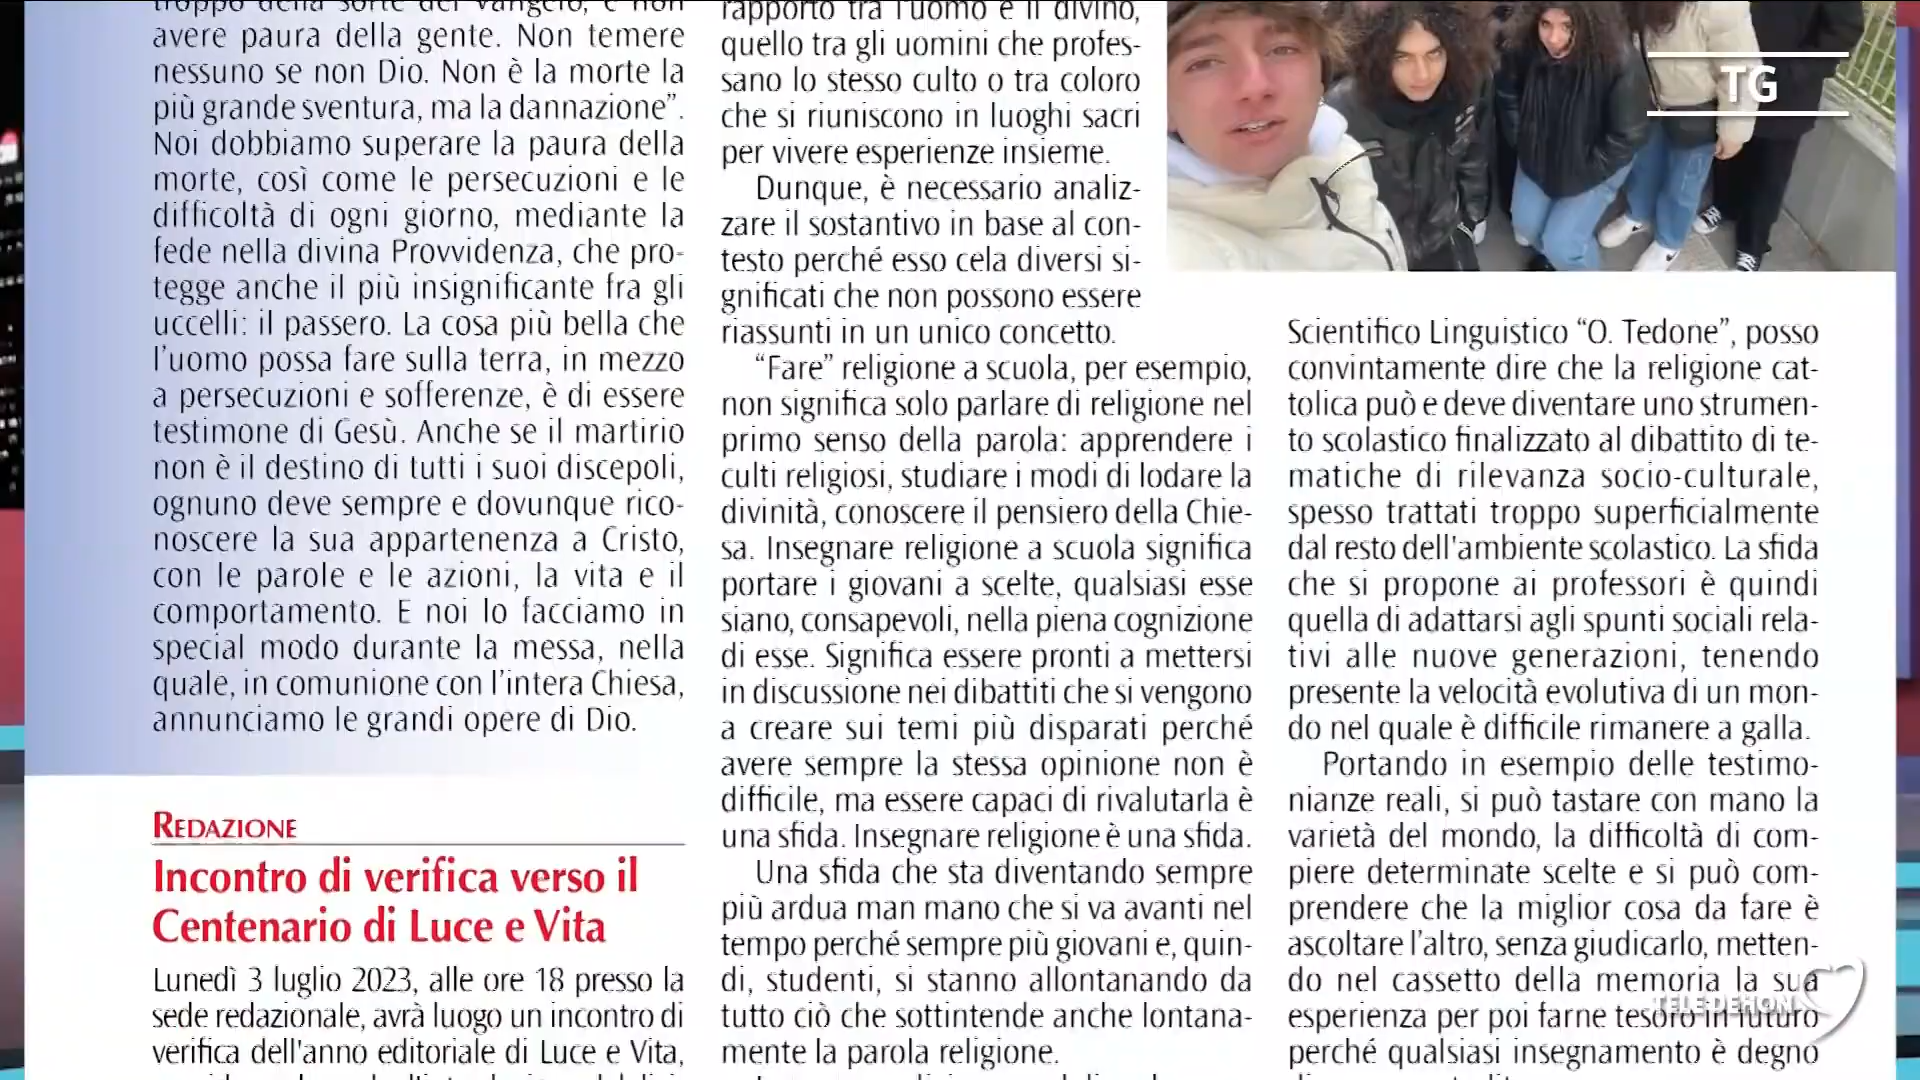 troppo della sorte del Vangelo, e non
avere paura della gente. Non temere
nessuno se non Dio. Non è la morte la
più grande sventura, ma la dannazione”.
Noi dobbiamo superare la paura della
morte, così come le persecuzioni e le
difficoltà di ogni giorno, mediante la
fede nella divina Provvidenza, che pro-
tegge anche il più insignificante fra gli
uccelli: il passero. La cosa più bella che
l’uomo possa fare sulla terra, in mezzo
a persecuzioni e sofferenze, è di essere
testimone di Gesù. Anche se il martirio
non è il destino di tutti i suoi discepoli,
ognuno deve sempre e dovunque rico-
noscere la sua appartenenza a Cristo,
con le parole e le azioni, la vita e il
comportamento. E noi lo facciamo in
special modo durante la messa, nella
quale, in comunione con l’intera Chiesa,
annunciamo le grandi opere di Dio.
REDAZIONE
Incontro di verifica verso il
Centenario di Luce e Vita
Lunedì 3 luglio 2023, alle ore 18 presso la
sede redazionale, avrà luogo un incontro di
verifica dell'anno editoriale di Luce e Vita,
rapporto tra l’uomo e il divino,
quello tra gli uomini che profes-
sano lo stesso culto o tra coloro
che si riuniscono in luoghi sacri
per vivere esperienze insieme.
Dunque, è necessario analiz-
zare il sostantivo in base al con-
testo perché esso cela diversi si-
gnificati che non possono essere
riassunti in un unico concetto.
“Fare” religione a scuola, per esempio,
non significa solo parlare di religione nel
primo senso della parola: apprendere i
culti religiosi, studiare i modi di lodare la
divinità, conoscere il pensiero della Chie-
sa. Insegnare religione a scuola significa
portare i giovani a scelte, qualsiasi esse
siano, consapevoli, nella piena cognizione
di esse. Significa essere pronti a mettersi
in discussione nei dibattiti che si vengono
a creare sui temi più disparati perché
avere sempre la stessa opinione non è
difficile, ma essere capaci di rivalutarla è
una sfida. Insegnare religione è una sfida.
Una sfida che sta diventando sempre
più ardua man mano che si va avanti nel
tempo perché sempre più giovani e, quin-
di, studenti, si stanno allontanando da
tutto ciò che sottintende anche lontana-
mente la parola religione.
TG
Scientifico Linguistico “O. Tedone”, posso
convintamente dire che la religione cat-
tolica può e deve diventare uno strumen-
to scolastico finalizzato al dibattito di te-
matiche di rilevanza socio-culturale,
spesso trattati troppo superficialmente
dal resto dell'ambiente scolastico. La sfida
che si propone ai professori è quindi
quella di adattarsi agli spunti sociali rela-
tivi alle nuove generazioni, tenendo
presente la velocità evolutiva di un mon-
do nel quale è difficile rimanere a galla.
Portando in esempio delle testimo-
nianze reali, si può tastare con mano la
varietà del mondo, la difficoltà di com-
piere determinate scelte e si può com-
prendere che la miglior cosa da fare è
ascoltare l’altro, senza giudicarlo, metten-
do nel cassetto della memoria la sua
esperienza per poi farne tesoro in futuro
perché qualsiasi insegnamento è degno
TELE DEHON